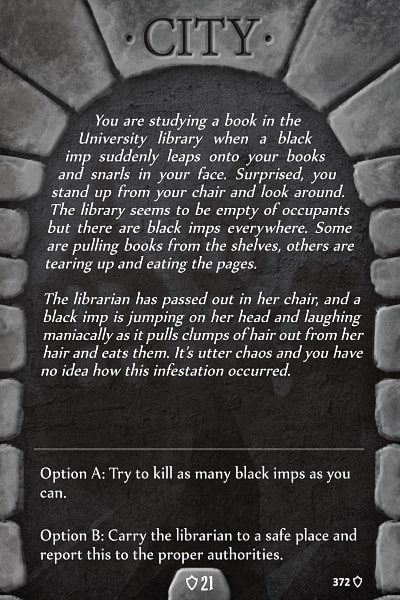 · CITY ·
You are studying a book in the
University library when a black
imp suddenly leaps onto your books
and snarls in your face. Surprised, you
stand up from your chair and look around.
The library seems to be empty of occupants
but there are black imps everywhere. Some
are pulling books from the shelves, others are
tearing up and eating the pages.
The librarian has passed out in her chair, and a
black imp is jumping on her head and laughing
maniacally as it pulls clumps of hair out from her
hair and eats them. It's utter chaos and you have
no idea how this infestation occurred.
Option A: Try to kill as many black imps as you
can.
Option B: Carry the librarian to a safe place and
report this to the proper authorities.
21
372